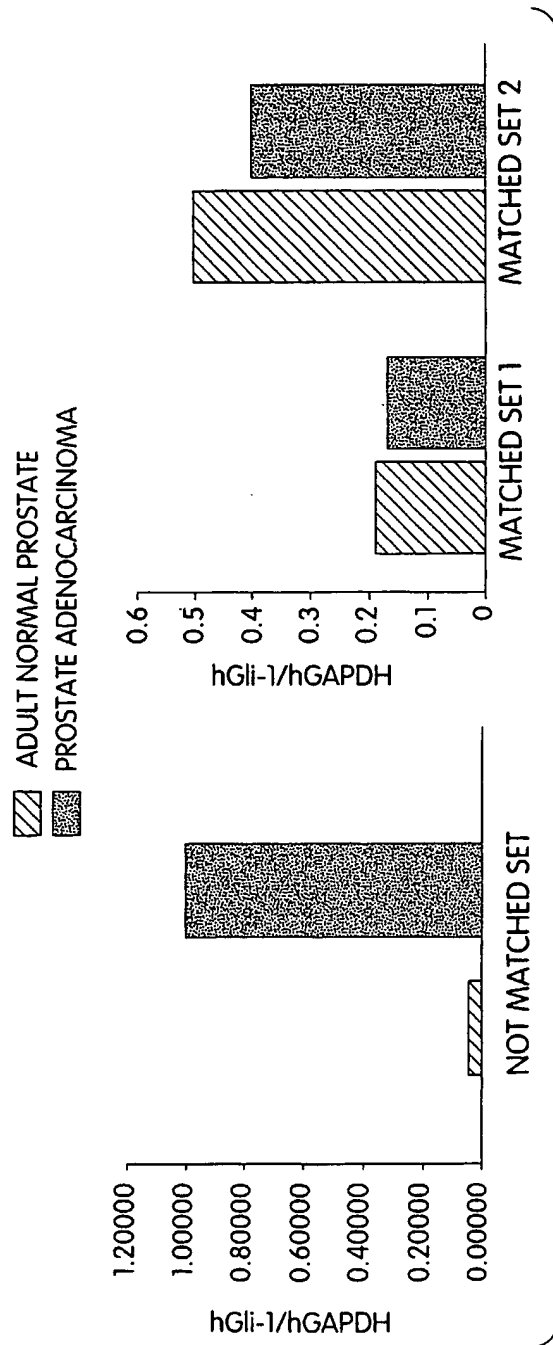 ADULT NORMAL PROSTATE
PROSTATE ADENOCARCINOMA
hGli-1/hGAPDH
1.20000
1.00000
0.80000
0.60000
0.40000
0.20000
0.00000
NOT MATCHED SET
hGli-1/hGAPDH
0.6
0.5
0.4
0.3
0.2
0.1
0
MATCHED SET 1
MATCHED SET 2